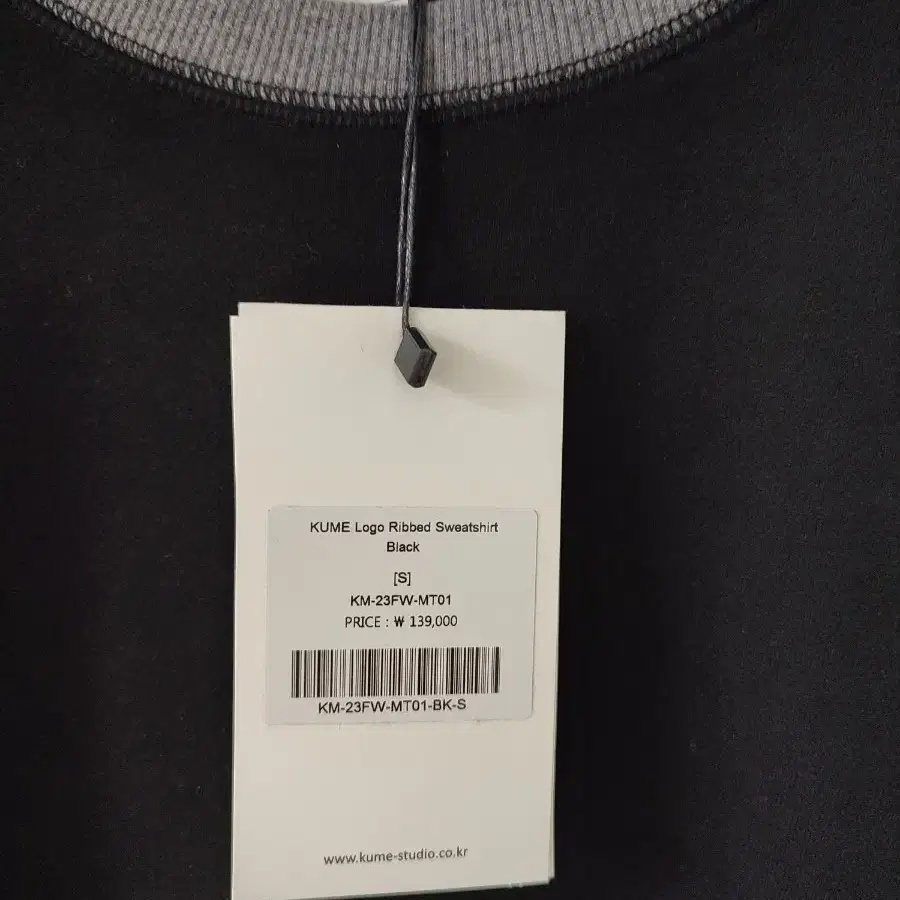 KUME Logo Ribbed Sweatshirt
Black
[S]
KM-23FW-MT01
PRICE : ₩ 139,000
KM-23FW-MT01-BK-S
www.kume-studio.co.kr